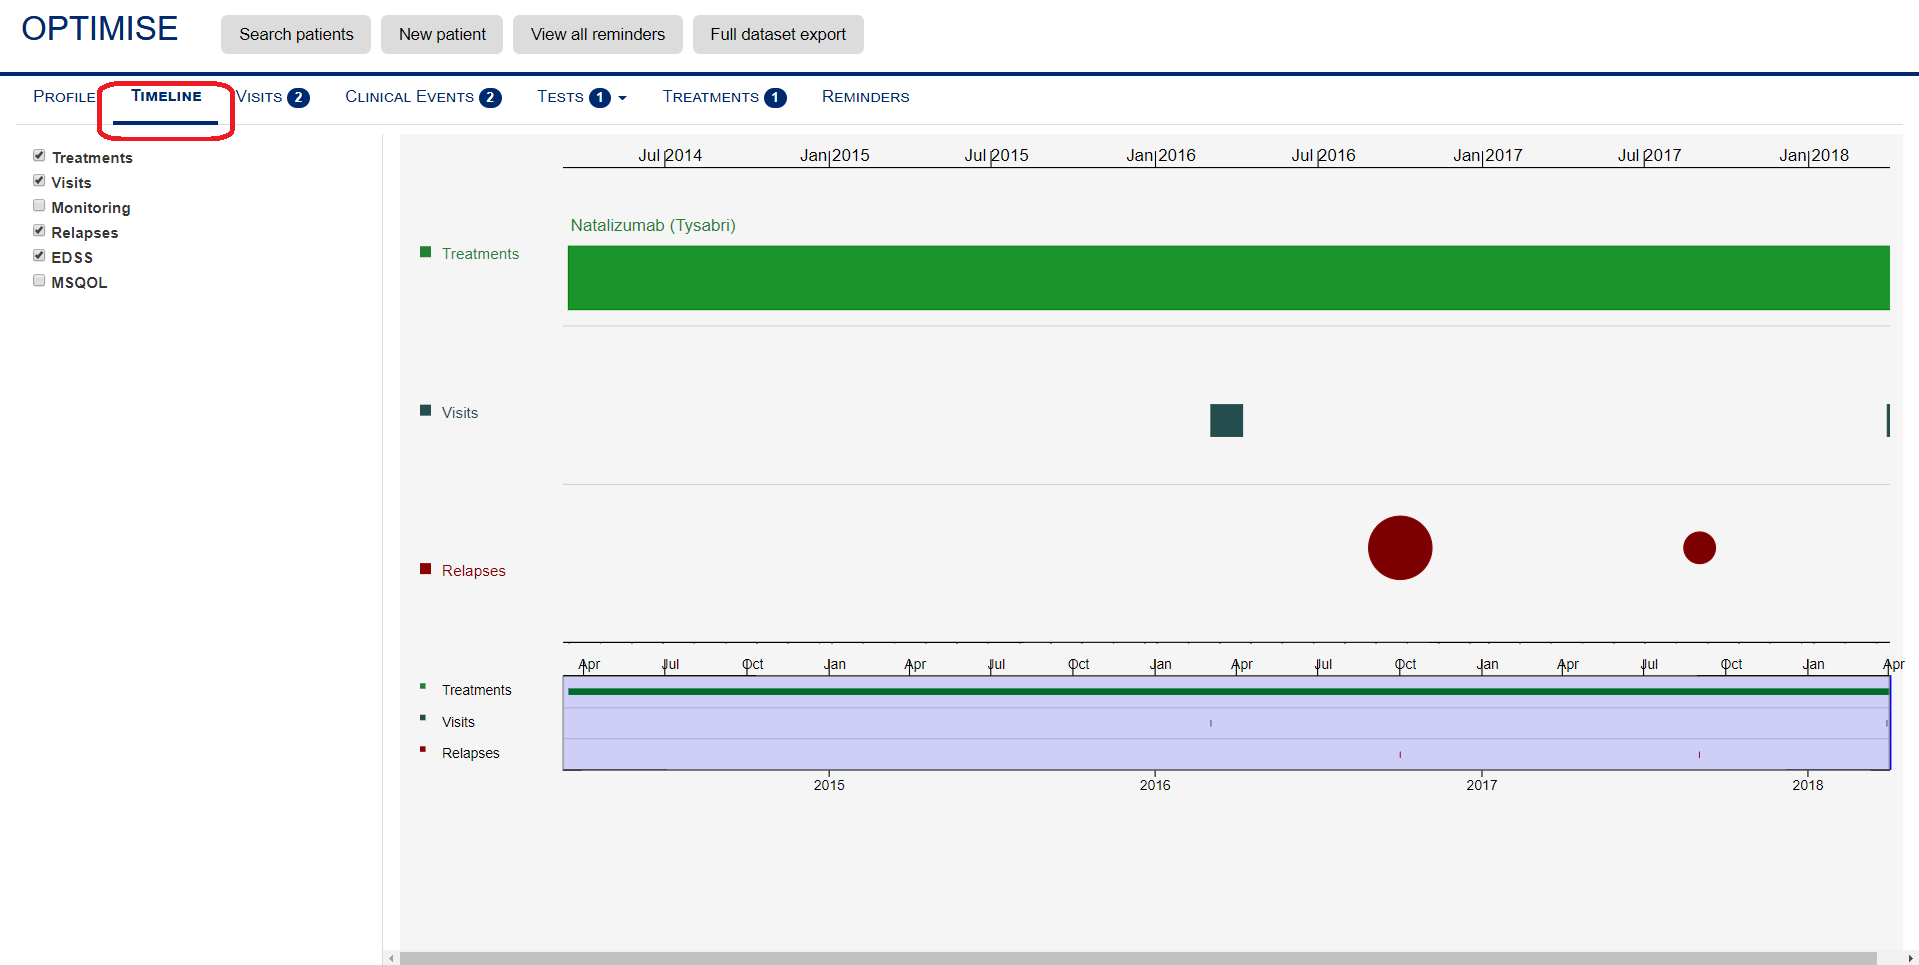 OPTIMISE
Search patients New patient View all reminders Full dataset export
PROFILE TIMELINE VISITS 2 CLINICAL EVENTS 2 TESTS 1 TREATMENTS 1 REMINDERS
Treatments
Visits
Monitoring
Relapses
EDSS
MSQOL
Jul 2014 Jan 2015 Jul 2015 Jan 2016 Jul 2016 Jan 2017 Jul 2017 Jan 2018
Natalizumab (Tysabri)
Treatments
Visits
Relapses
Apr Jul Oct Jan Apr Jul Oct Jan Apr Jul Oct Jan Apr Jul Oct Jan Apr
Treatments
Visits
Relapses
2015 2016 2017 2018